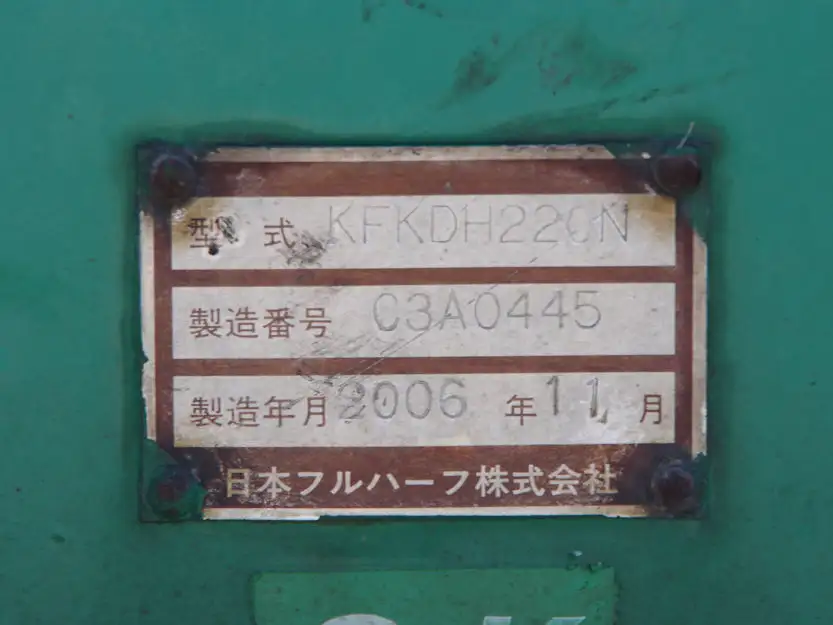 型 式 KFKDH220N
製造番号 C3A0445
製造年月 2006 年 11 月
日本フルハーフ株式会社